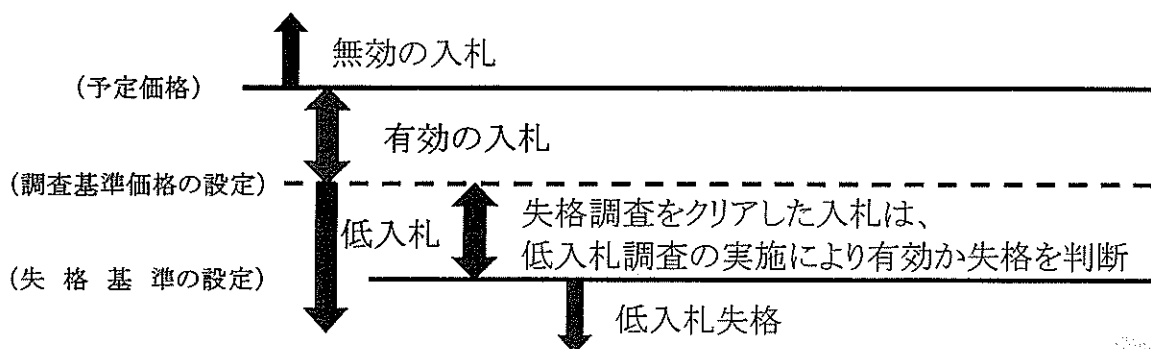 無効の入札
(予定価格)
有効の入札
(調査基準価格の設定)
低入札
失格調査をクリアした入札は、
低入札調査の実施により有効か失格を判断
(失格基準の設定)
低入札失格